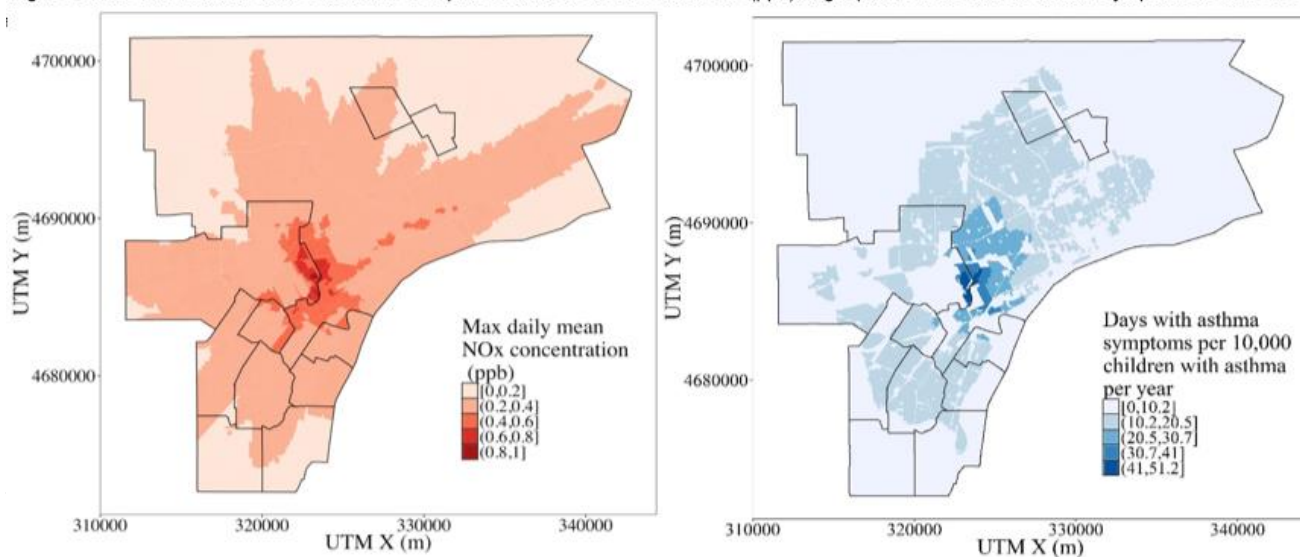 4700000
4690000
4680000
UTM Y (m)
310000 320000 330000 340000
UTM X (m)
Max daily mean
NOx concentration
(ppb)
[0,0.2]
(0.2,0.4]
(0.4,0.6]
(0.6,0.8]
(0.8,1]
4700000
4690000
4680000
UTM Y (m)
310000 320000 330000 340000
UTM X (m)
Days with asthma
symptoms per 10,000
children with asthma
per year
[0,10.2]
(10.2,20.5]
(20.5,30.7]
(30.7,41]
(41,51.2]